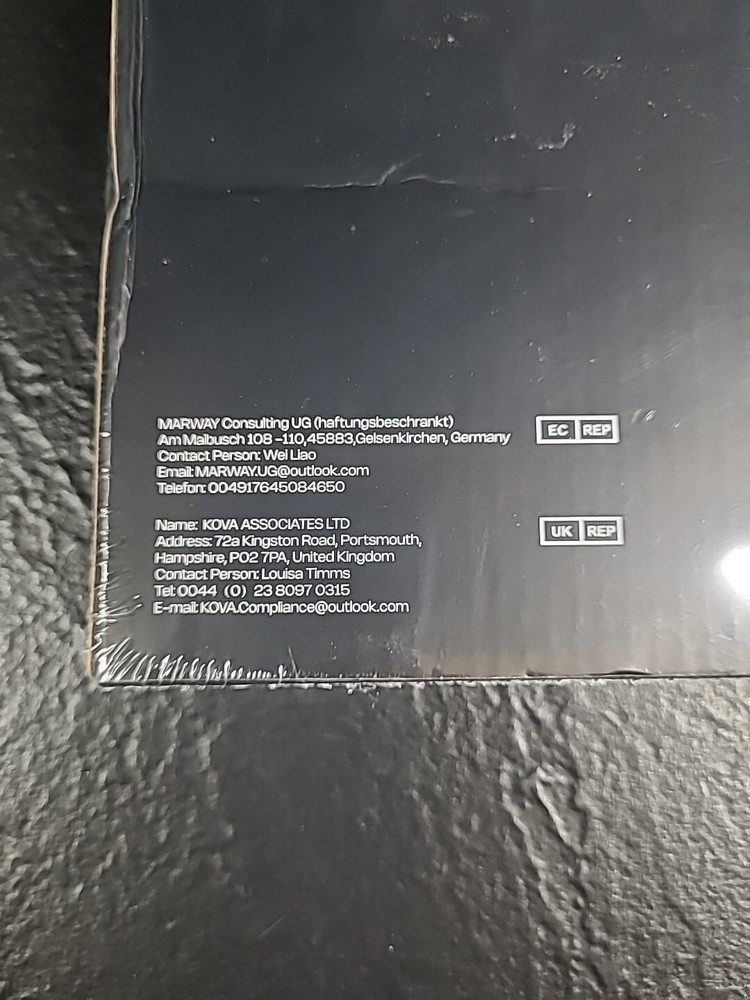 MARWAY Consulting UG (haftungsbeschrankt)
Am Maibusch 108 -110,45883,Gelsenkirchen, Germany
Contact Person: Wei Liao
Email: MARWAY.UG@outlook.com
Telefon: 004917645084650
EC REP
Name: KOVA ASSOCIATES LTD
Address: 72a Kingston Road, Portsmouth,
Hampshire, PO2 7PA, United Kingdom
Contact Person: Louisa Timms
Tel: 0044 (0) 23 8097 0315
E-mail: KOVA.Compliance@outlook.com
UK REP